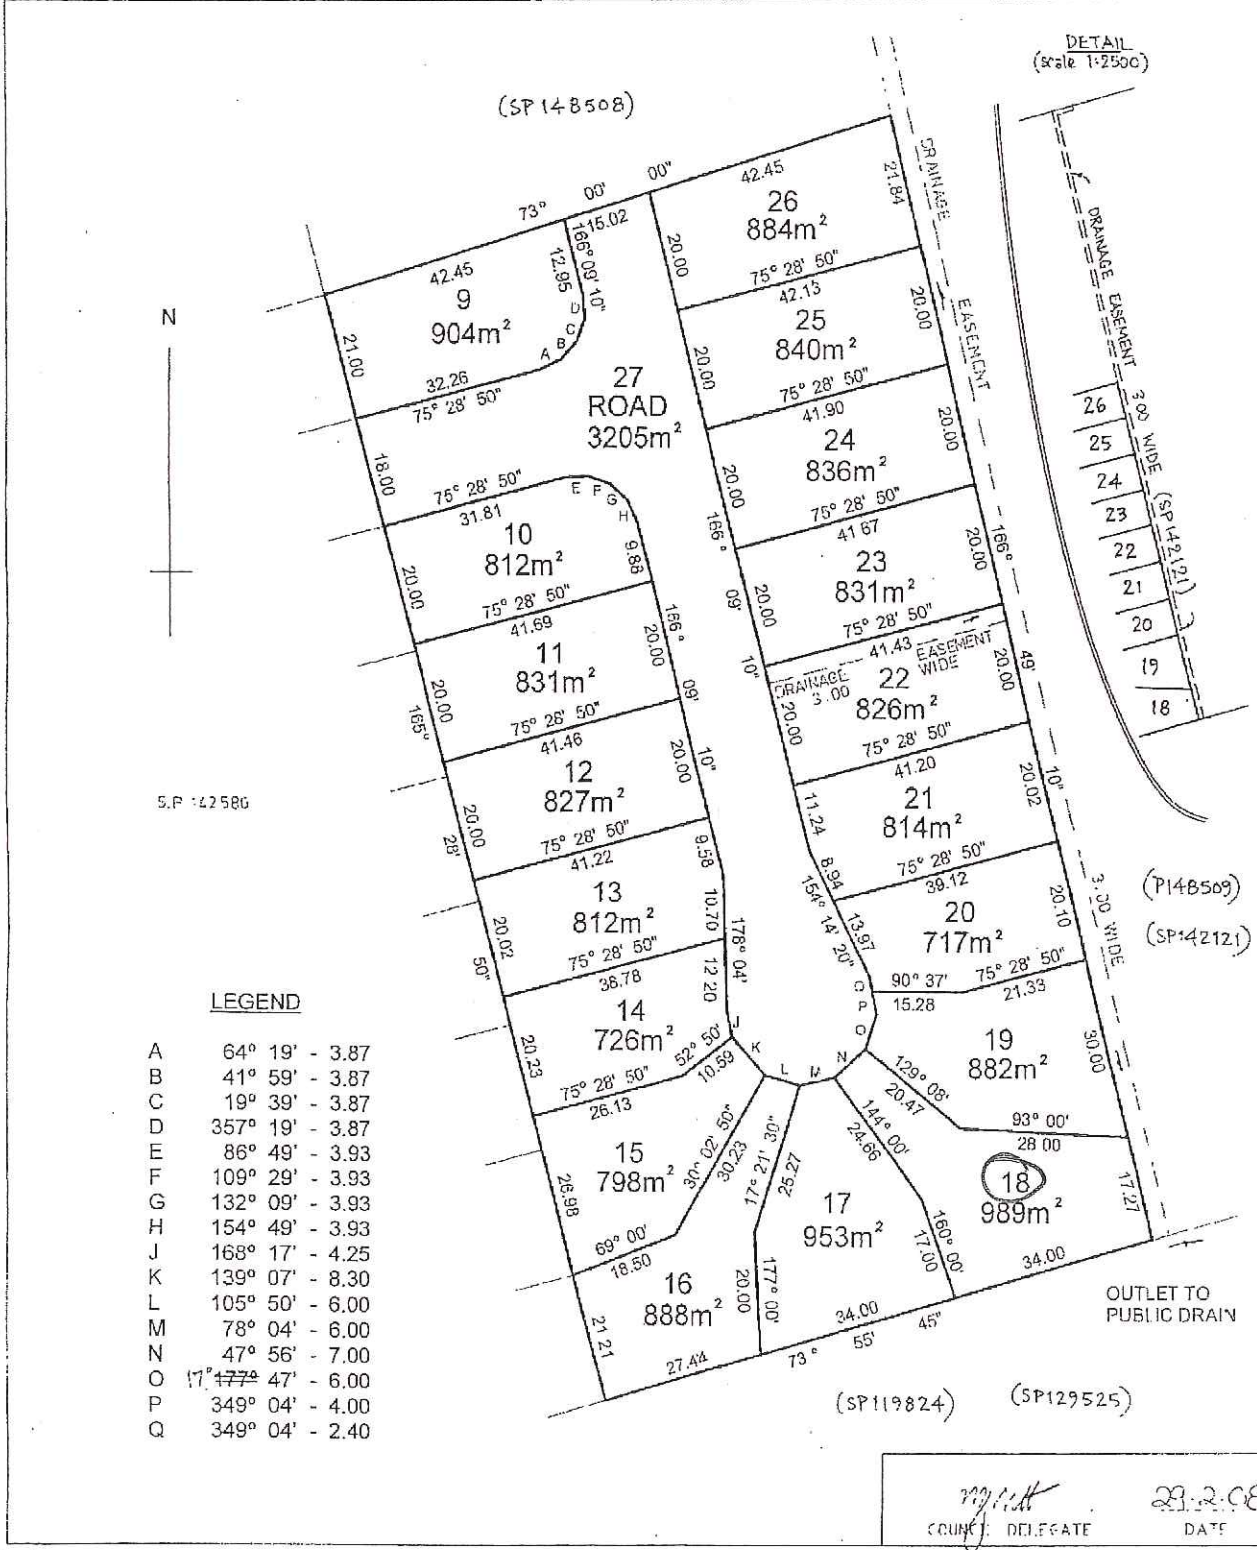 DETAIL
(scale 1:2500)
(SP148508)
DRAINAGE
EASEMENT
166° 49' 10"
3.00 WIDE
DRAINAGE EASEMENT 3.00 WIDE (SP142121)
26
25
24
23
22
21
20
19
18
73° 00' 00"
42.45
15.02
42.45
26
884m²
21.84
20.00
75° 28' 50"
42.13
166° 09' 10"
12.95
D
C
B
A
9
904m²
21.00
32.26
75° 28' 50"
N
25
840m²
20.00
20.00
75° 28' 50"
41.90
27
ROAD
3205m²
24
836m²
20.00
20.00
75° 28' 50"
41.67
18.00
75° 28' 50"
31.81
E F G H
10
812m²
9.88
20.00
75° 28' 50"
41.69
166° 09' 10"
23
831m²
20.00
20.00
75° 28' 50"
41.43
DRAINAGE EASEMENT
3.00 WIDE
22
826m²
20.00
20.00
75° 28' 50"
41.20
166° 09' 10"
11
831m²
20.00
20.00
75° 28' 50"
41.46
165° 28' 50"
12
827m²
20.00
20.00
75° 28' 50"
41.22
S.P 142580
21
814m²
11.24
8.94
20.02
75° 28' 50"
39.12
154° 14' 20"
13
812m²
9.58
10.70
20.02
75° 28' 50"
38.78
178° 04'
20
717m²
13.97
20.10
90° 37'
15.28
75° 28' 50"
21.33
(P148509)
(SP142121)
14
726m²
12.20
20.23
75° 28' 50"
26.13
52° 50'
10.59
J
K
L
M
N
O
P
Q
19
882m²
30.00
129° 08'
20.47
93° 00'
28.00
15
798m²
26.98
30° 02' 50"
30.23
69° 00'
18.50
16
888m²
21.21
27.44
17° 21' 30"
25.27
177° 00'
20.00
17
953m²
144° 00'
24.66
160° 00'
17.00
34.00
18
989m²
17.27
34.00
73° 55' 45"
OUTLET TO
PUBLIC DRAIN
(SP119824)
(SP129525)
LEGEND
A 64° 19' - 3.87
B 41° 59' - 3.87
C 19° 39' - 3.87
D 357° 19' - 3.87
E 86° 49' - 3.93
F 109° 29' - 3.93
G 132° 09' - 3.93
H 154° 49' - 3.93
J 168° 17' - 4.25
K 139° 07' - 8.30
L 105° 50' - 6.00
M 78° 04' - 6.00
N 47° 56' - 7.00
O 17° 177° 47' - 6.00
P 349° 04' - 4.00
Q 349° 04' - 2.40
29.2.08
COUNCIL DELEGATE
DATE